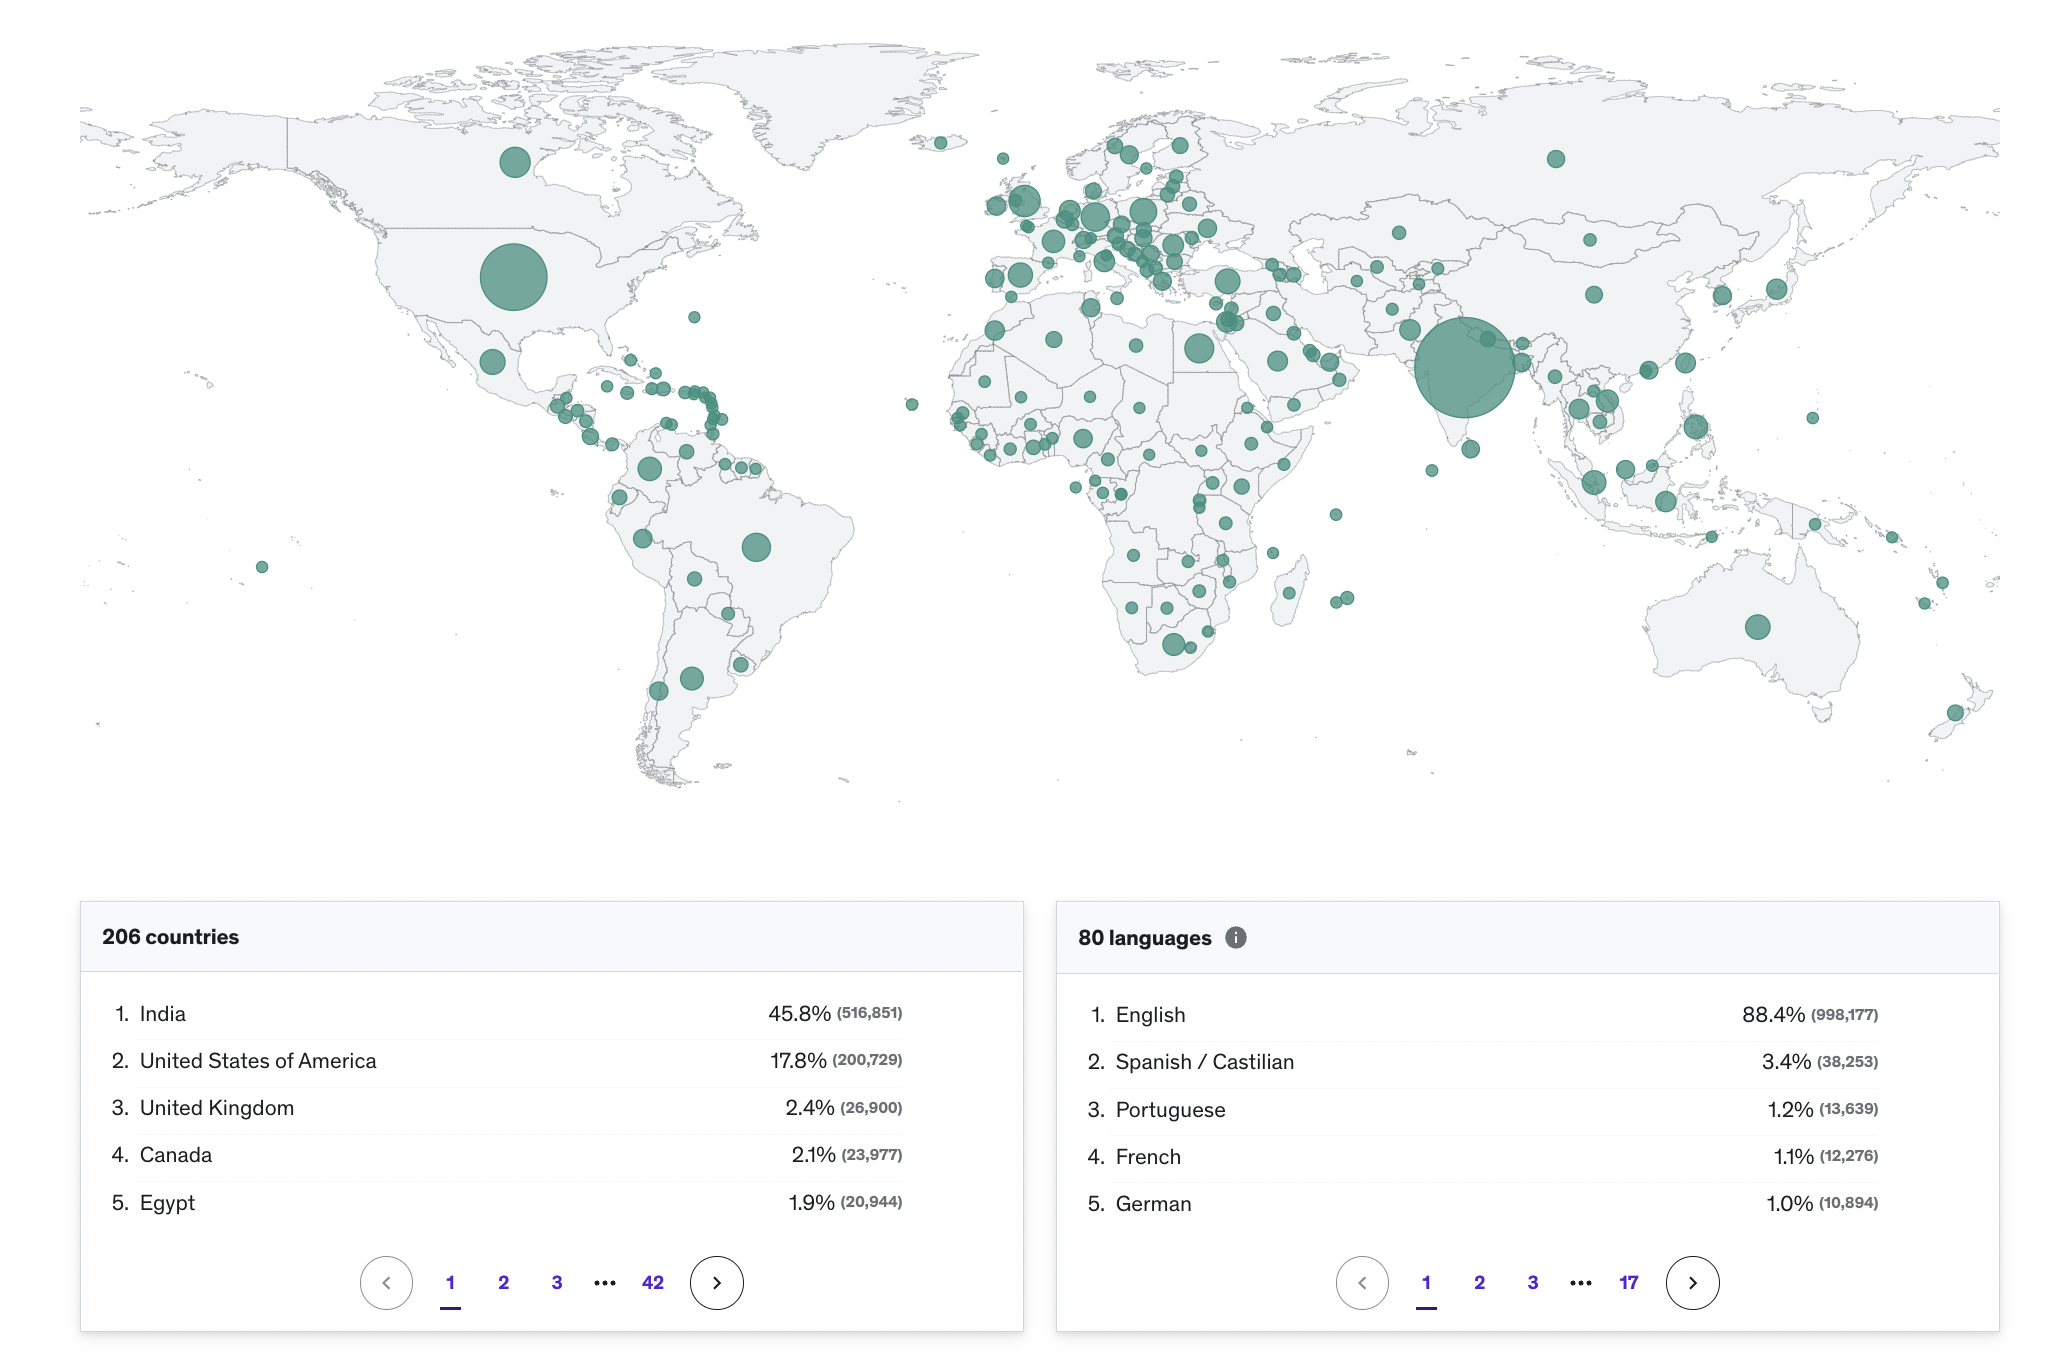 206 countries
1. India 45.8% (516,851)
2. United States of America 17.8% (200,729)
3. United Kingdom 2.4% (26,900)
4. Canada 2.1% (23,977)
5. Egypt 1.9% (20,944)
1 2 3 ••• 42
80 languages
1. English 88.4% (998,177)
2. Spanish / Castilian 3.4% (38,253)
3. Portuguese 1.2% (13,639)
4. French 1.1% (12,276)
5. German 1.0% (10,894)
1 2 3 ••• 17